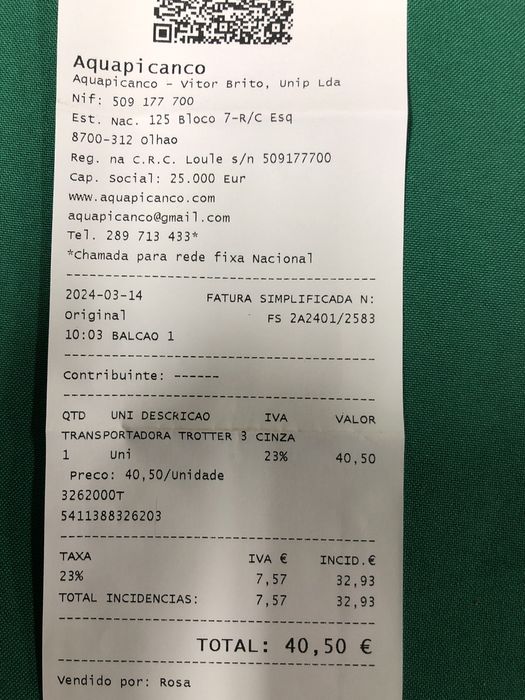 Aquapicanco
Aquapicanco - Vitor Brito, Unip Lda
Nif: 509 177 700
Est. Nac. 125 Bloco 7-R/C Esq
8700-312 Olhao
Reg. na C.R.C. Loule s/n 509177700
Cap. Social: 25.000 Eur
www.aquapicanco.com
aquapicanco@gmail.com
Tel. 289 713 433*
*Chamada para rede fixa Nacional
2024-03-14 FATURA SIMPLIFICADA N:
Original FS 2A2401/2583
10:03 BALCAO 1
Contribuinte: ------
QTD UNI DESCRICAO IVA VALOR
TRANSPORTADORA TROTTER 3 CINZA
1 Uni 23% 40,50
Preco: 40,50/Unidade
3262000T
5411388326203
TAXA IVA € INCID.€
23% 7,57 32,93
TOTAL INCIDENCIAS: 7,57 32,93
TOTAL: 40,50 €
Vendido por: Rosa